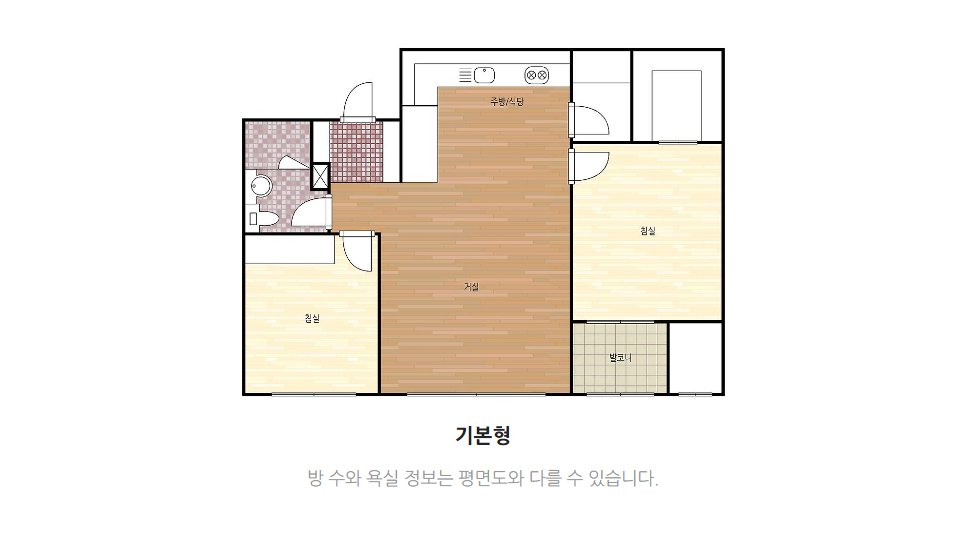 주방/식당
침실
거실
침실
발코니
기본형
방 수와 욕실 정보는 평면도와 다를 수 있습니다.